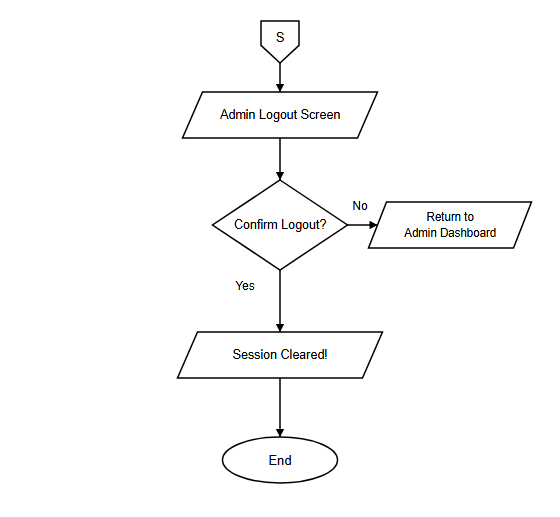 S
Admin Logout Screen
Confirm Logout?
No
Return to
Admin Dashboard
Yes
Session Cleared!
End